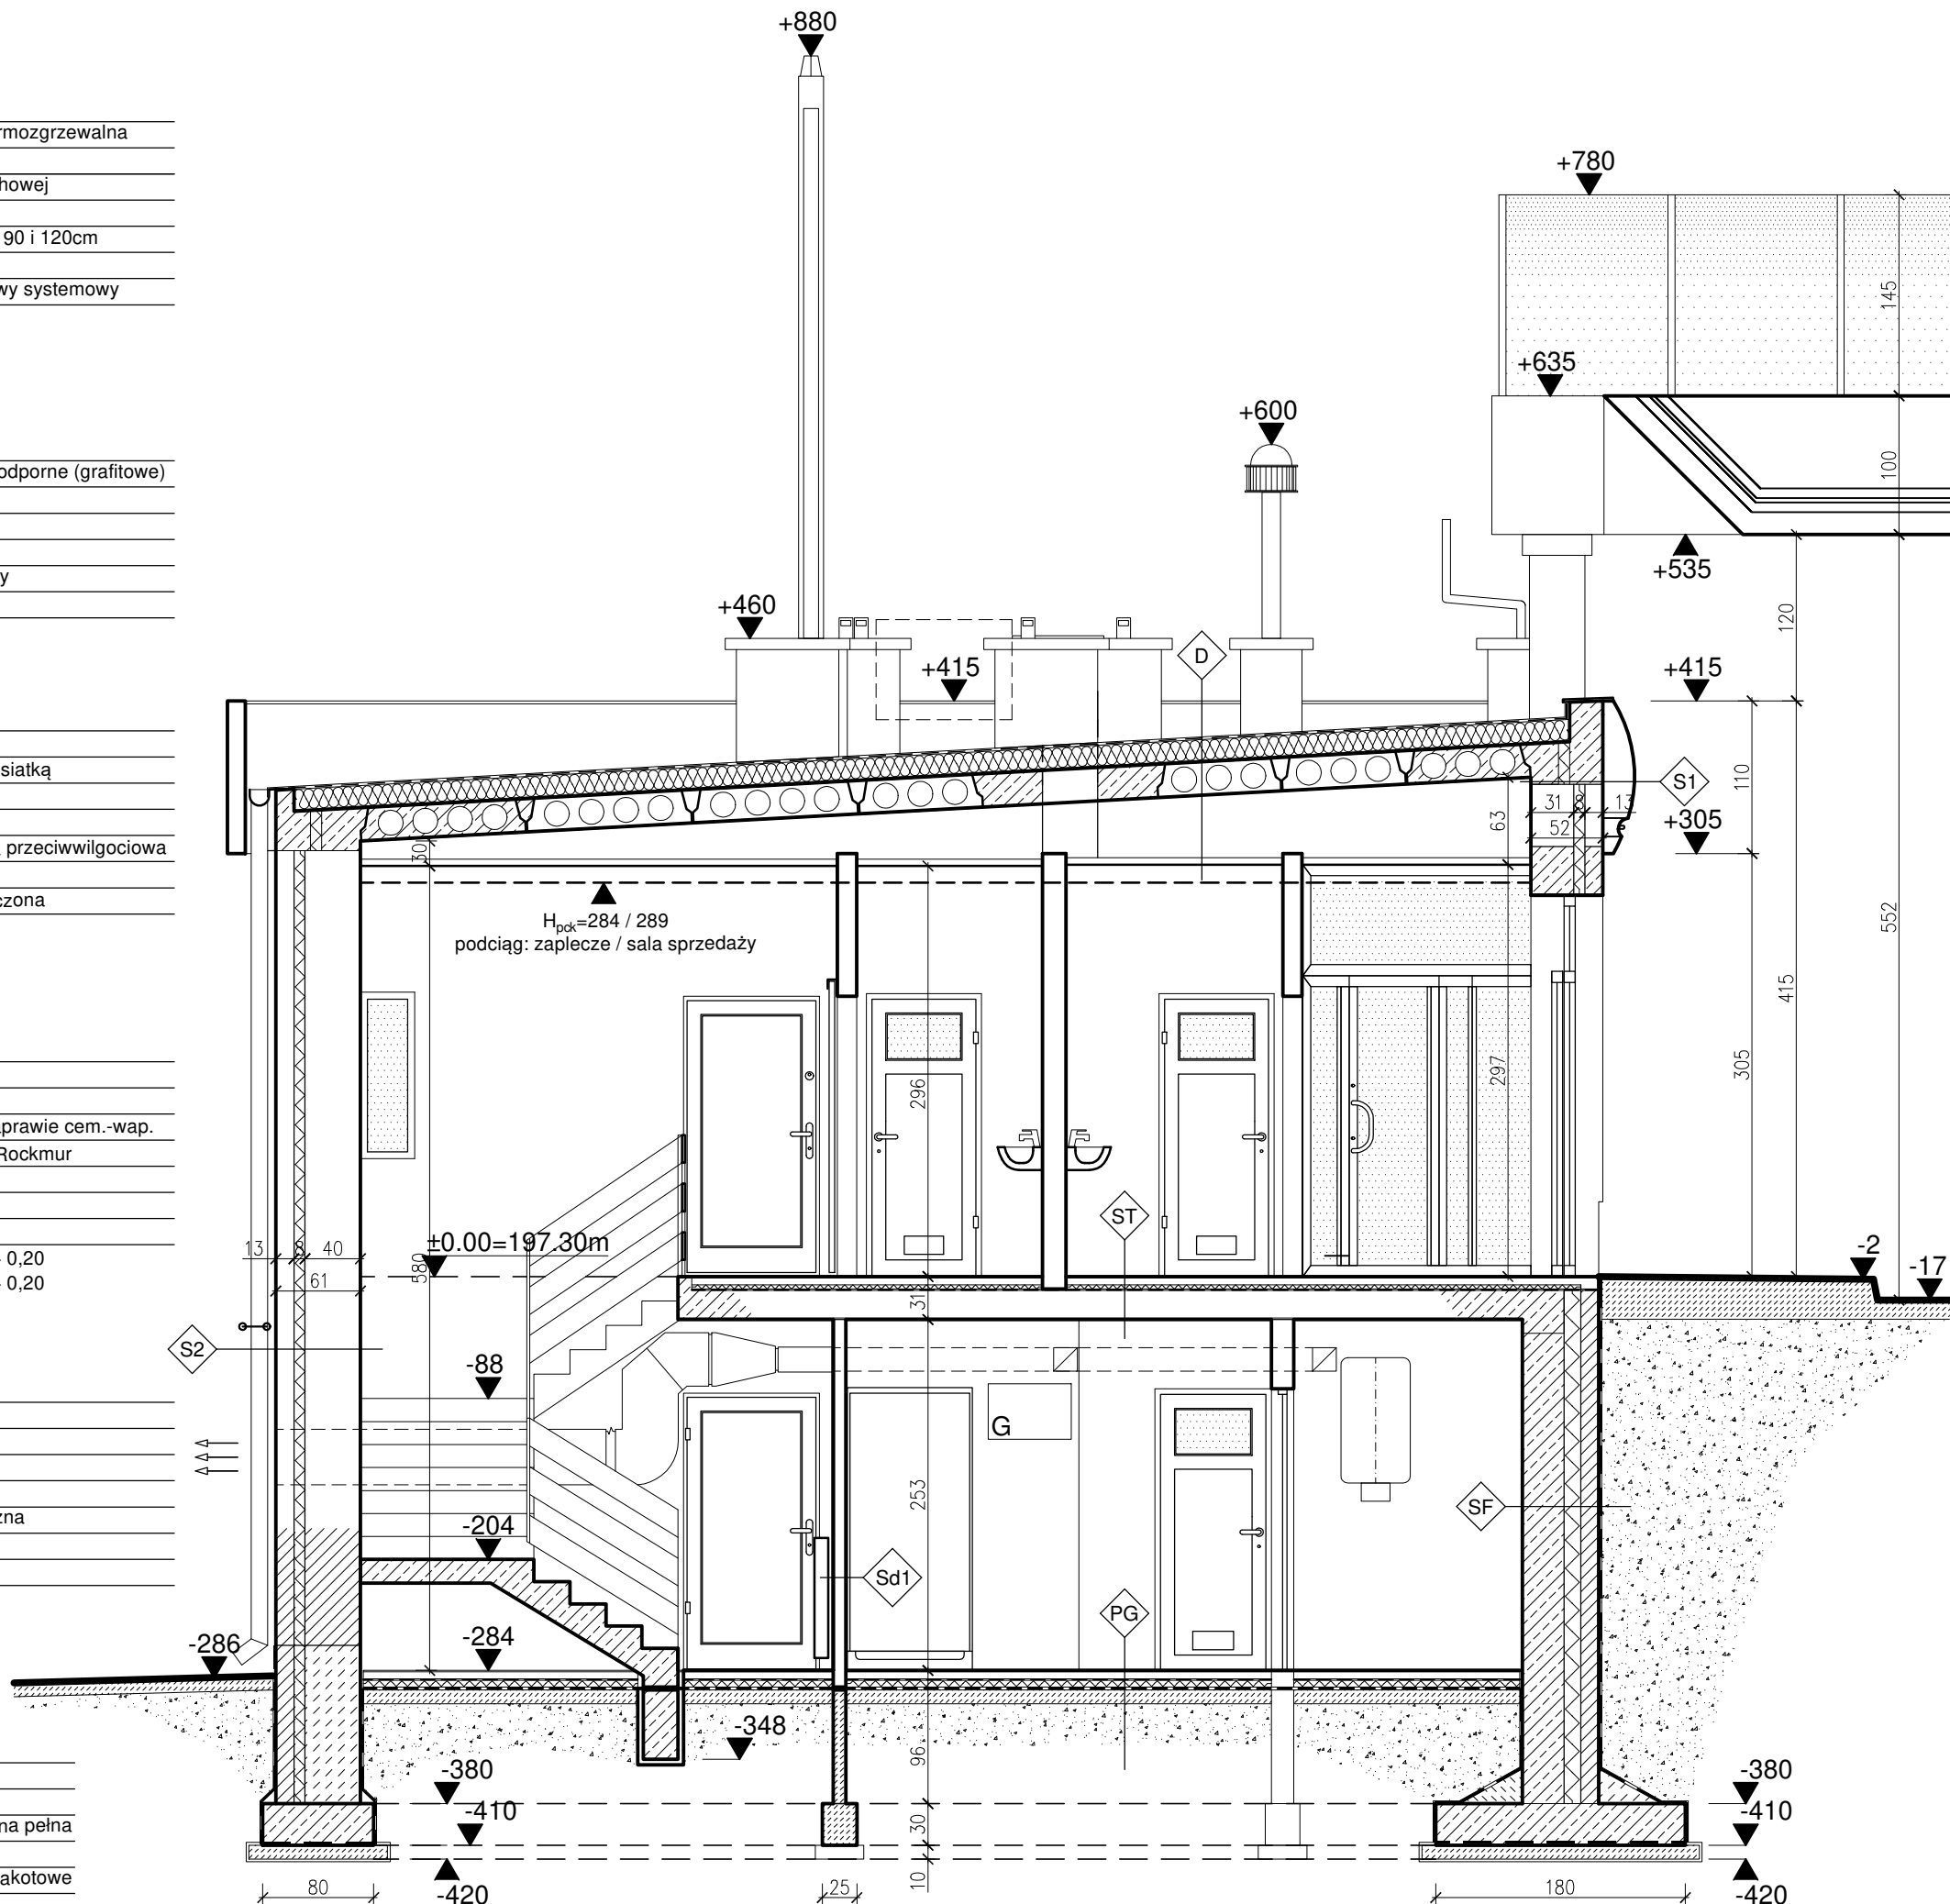 +880
rmozgrzewalna
howej
90 i 120cm
wy systemowy
odporne (grafitowe)
y
siatką
przeciwwilgociowa
czona
aprawie cem.-wap.
Rockmur
0,20
0,20
zna
na pełna
akotowe
+780
145
+635
+600
100
+535
+460
120
+415
D
+415
S1
110
31
8
13
+305
63
52
30
H pck=284 / 289
podciąg: zaplecze / sala sprzedaży
552
415
296
297
305
ST
±0.00=197.30m
13
8
40
580
61
-2
-17
31
S2
-88
G
253
SF
-204
Sd1
PG
-286
-284
-348
96
-380
-380
-410
-410
30
10
80
-420
25
180
-420